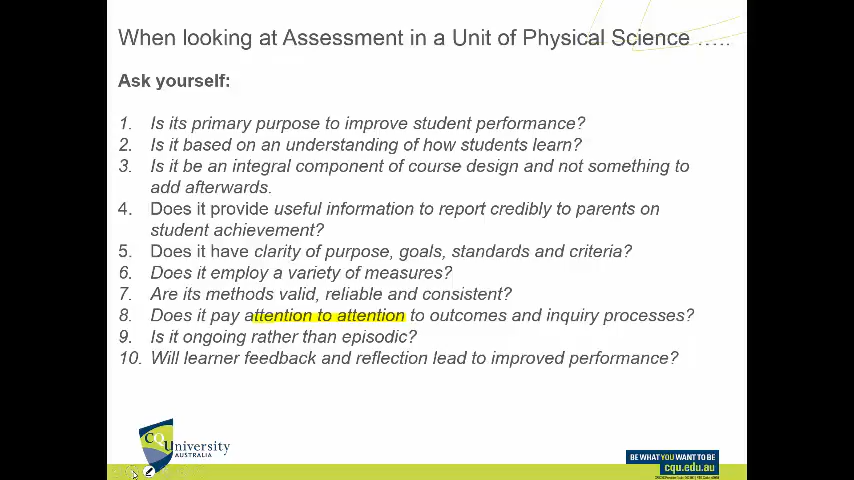 When looking at Assessment in a Unit of Physical Science …..
Ask yourself:
1. Is its primary purpose to improve student performance?
2. Is it based on an understanding of how students learn?
3. Is it be an integral component of course design and not something to
add afterwards.
4. Does it provide useful information to report credibly to parents on
student achievement?
5. Does it have clarity of purpose, goals, standards and criteria?
6. Does it employ a variety of measures?
7. Are its methods valid, reliable and consistent?
8. Does it pay attention to attention to outcomes and inquiry processes?
9. Is it ongoing rather than episodic?
10. Will learner feedback and reflection lead to improved performance?
CQUniversity
AUSTRALIA
BE WHAT YOU WANT TO BE
cqu.edu.au